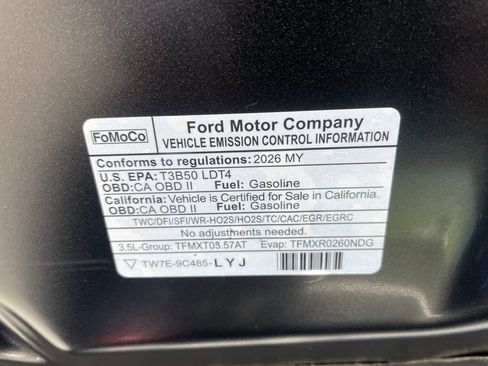 FoMoCo
Ford Motor Company
VEHICLE EMISSION CONTROL INFORMATION
Conforms to regulations: 2026 MY
U.S. EPA: T3B50 LDT4
OBD:CA OBD II Fuel: Gasoline
California: Vehicle is Certified for Sale in California.
OBD:CA OBD II Fuel: Gasoline
TWC/DFI/SFI/WR-HO2S/HO2S/TC/CAC/EGR/EGRC
No adjustments needed.
3.5L-Group: TFMXT03.57AT Evap: TFMXR0260NDG
TW7E-9C485-LYJ